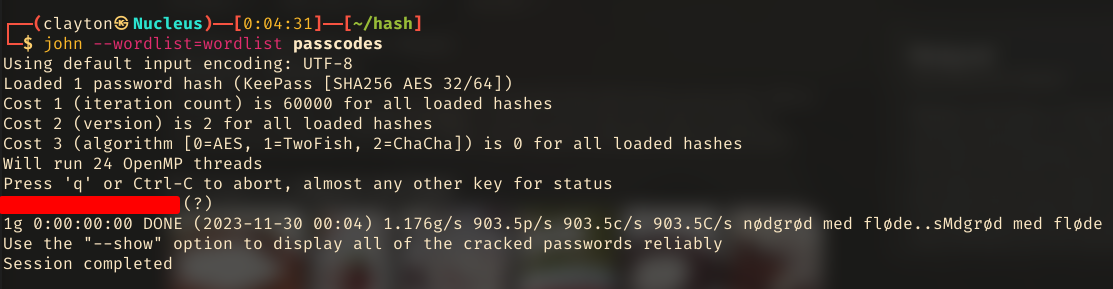 ┌──(clayton㉿Nucleus)──[0:04:31]──[~/hash]
└─$ john --wordlist=wordlist passcodes
Using default input encoding: UTF-8
Loaded 1 password hash (KeePass [SHA256 AES 32/64])
Cost 1 (iteration count) is 60000 for all loaded hashes
Cost 2 (version) is 2 for all loaded hashes
Cost 3 (algorithm [0=AES, 1=TwoFish, 2=ChaCha]) is 0 for all loaded hashes
Will run 24 OpenMP threads
Press 'q' or Ctrl-C to abort, almost any other key for status
(?)
1g 0:00:00:00 DONE (2023-11-30 00:04) 1.176g/s 903.5p/s 903.5c/s 903.5C/s nødgrød med fløde..sMdgrød med fløde
Use the "--show" option to display all of the cracked passwords reliably
Session completed